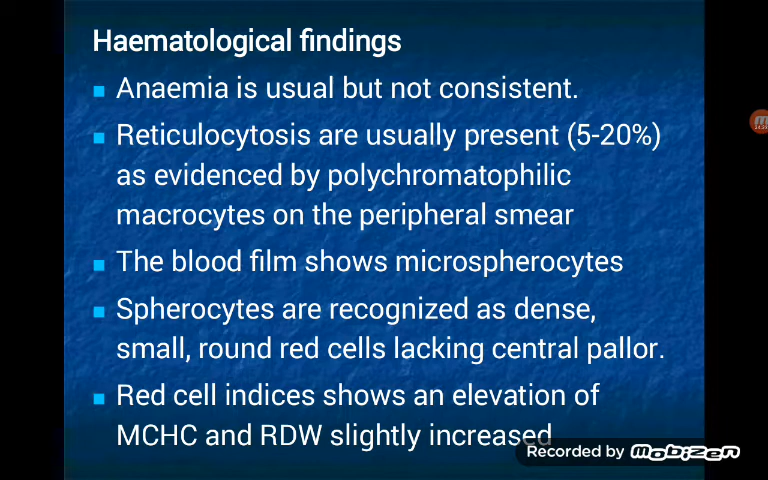 Haematological findings
Anaemia is usual but not consistent.
Reticulocytosis are usually present (5-20%)
as evidenced by polychromatophilic
macrocytes on the peripheral smear
The blood film shows microspherocytes
Spherocytes are recognized as dense,
small, round red cells lacking central pallor.
Red cell indices shows an elevation of
MCHC and RDW slightly increased
Recorded by mobizen